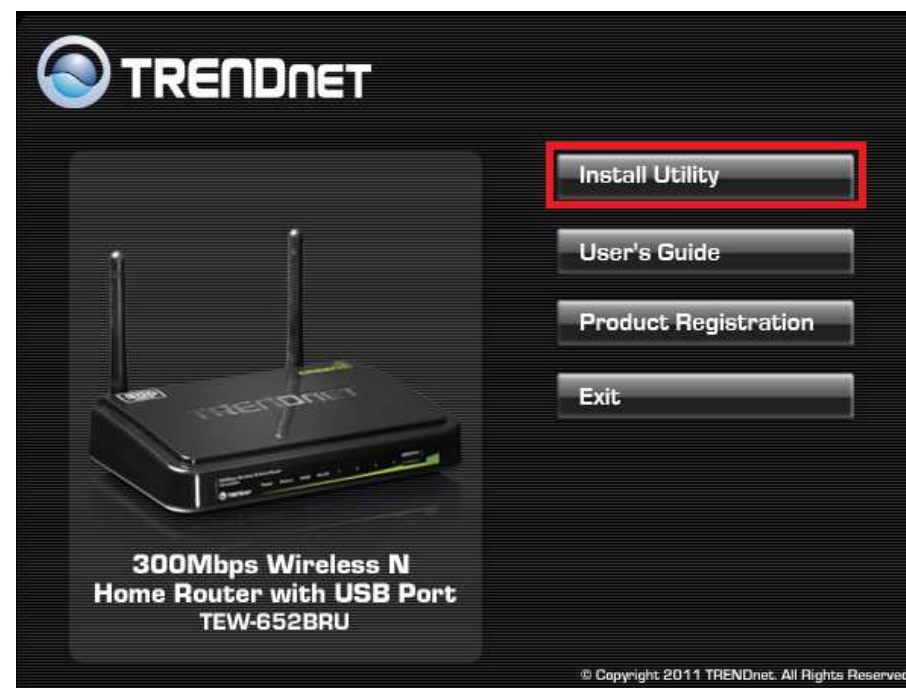 TRENDNET
Install Utility
User's Guide
Product Registration
Exit
TRENDNET
300Mbps Wireless N
Home Router with USB Port
TEW-652BRU
© Copyright 2011 TRENDnet. All Rights Reserved